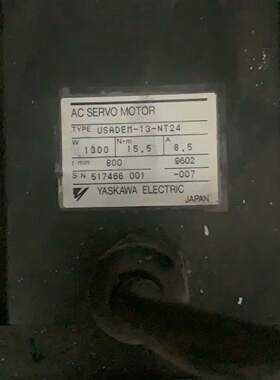 AC SERVO MOTOR
TYPE USADEM-13-NT24
W 1300 N·m 15.5 A 8.5
r/min 800 9602
S/N 517466 001 -007
YASKAWA ELECTRIC
JAPAN